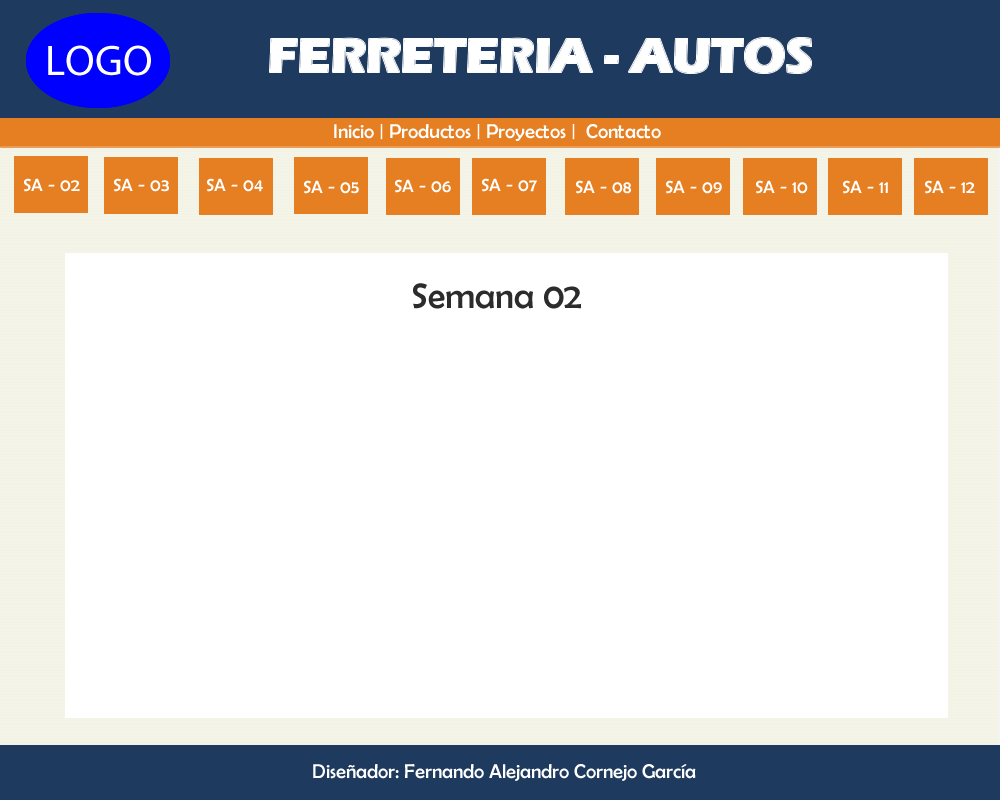 LOGO
FERRETERIA - AUTOS
Inicio | Productos | Proyectos | Contacto
SA - 02 SA - 03 SA - 04 SA - 05 SA - 06 SA - 07 SA - 08 SA - 09 SA - 10 SA - 11 SA - 12
Semana 02
Diseñador: Fernando Alejandro Cornejo García